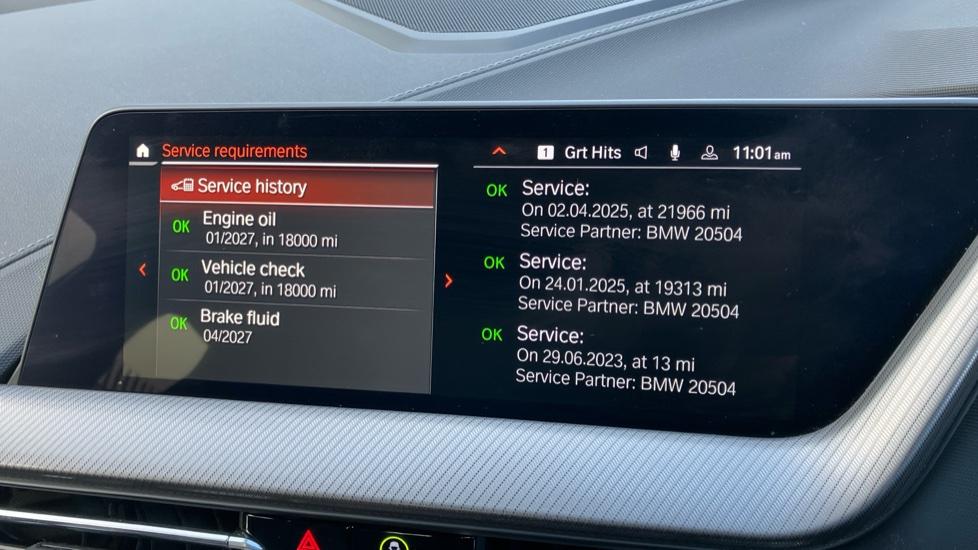 Service requirements
1 Grt Hits 11:01am
Service history
OK Engine oil
01/2027, in 18000 mi
OK Vehicle check
01/2027, in 18000 mi
OK Brake fluid
04/2027
OK Service:
On 02.04.2025, at 21966 mi
Service Partner: BMW 20504
OK Service:
On 24.01.2025, at 19313 mi
Service Partner: BMW 20504
OK Service:
On 29.06.2023, at 13 mi
Service Partner: BMW 20504